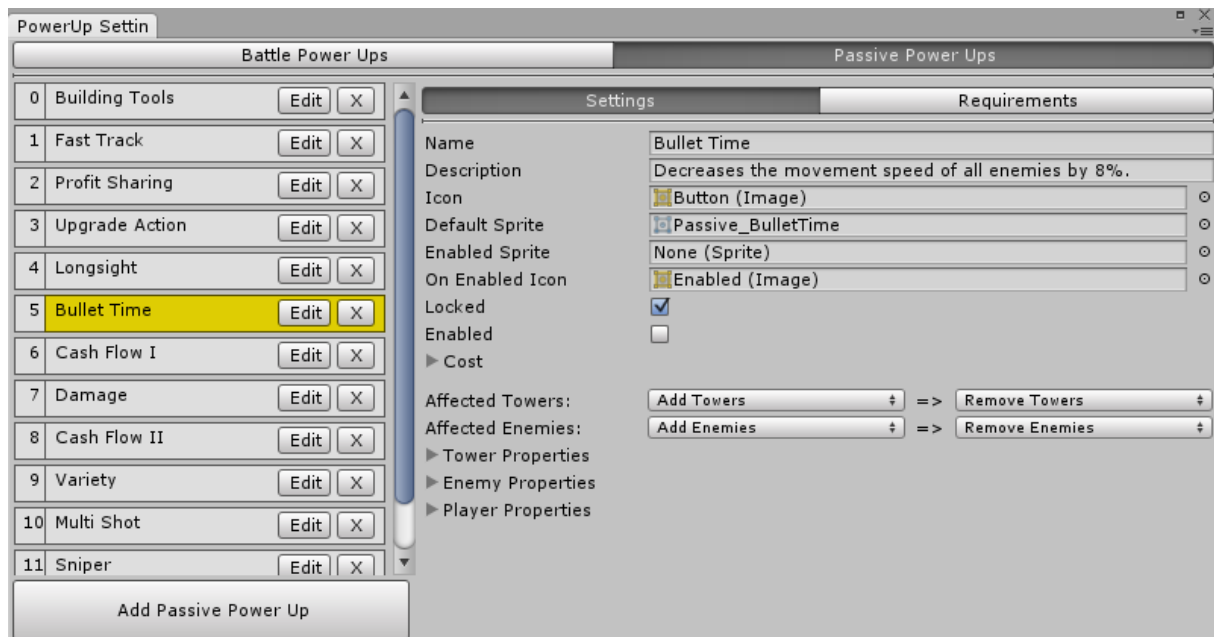 PowerUp Settin
Battle Power Ups
Passive Power Ups
0 Building Tools Edit X
1 Fast Track Edit X
2 Profit Sharing Edit X
3 Upgrade Action Edit X
4 Longsight Edit X
5 Bullet Time Edit X
6 Cash Flow I Edit X
7 Damage Edit X
8 Cash Flow II Edit X
9 Variety Edit X
10 Multi Shot Edit X
11 Sniper Edit X
Add Passive Power Up
Settings
Requirements
Name Bullet Time
Description Decreases the movement speed of all enemies by 8%.
Icon Button (Image)
Default Sprite Passive_BulletTime
Enabled Sprite None (Sprite)
On Enabled Icon Enabled (Image)
Locked
Enabled
Cost
Affected Towers: Add Towers => Remove Towers
Affected Enemies: Add Enemies => Remove Enemies
Tower Properties
Enemy Properties
Player Properties